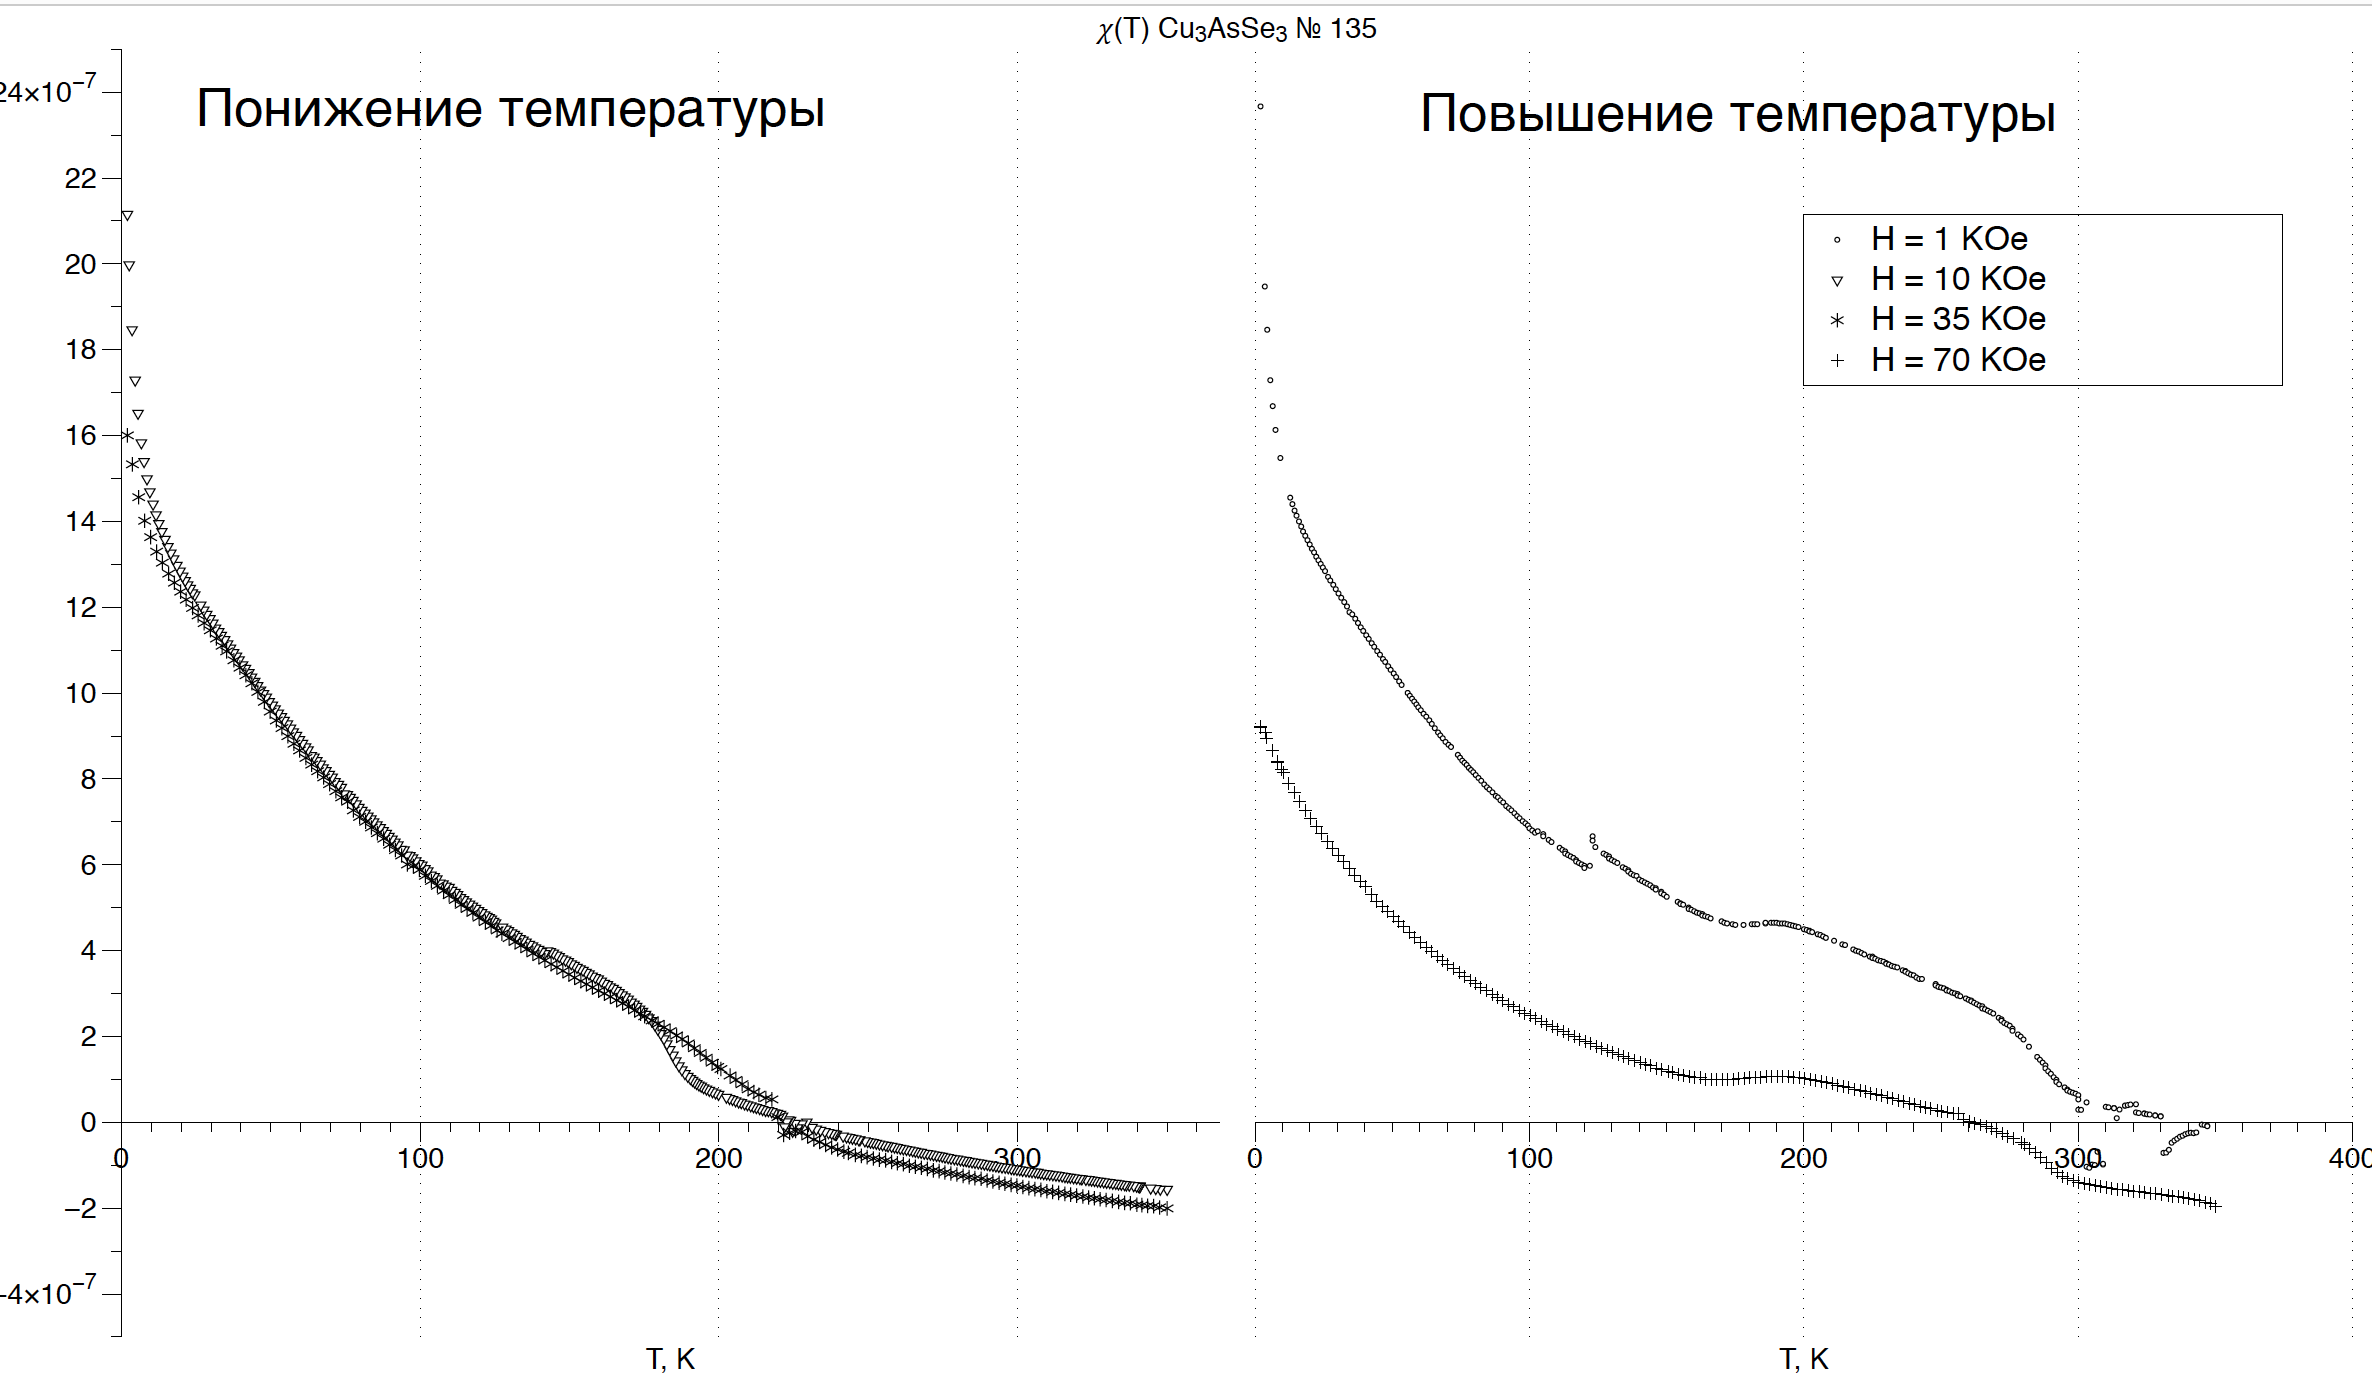 χ(T) Cu₃AsSe₃ № 135
Понижение температуры
Повышение температуры
24×10⁻⁷
22
20
18
16
14
12
10
8
6
4
2
0
−2
−4×10⁻⁷
H = 1 KOe
H = 10 KOe
H = 35 KOe
H = 70 KOe
0 100 200 300
0 100 200 300 400
T, K
T, K